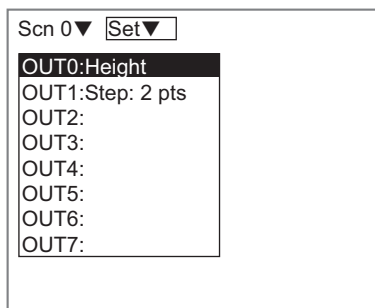 Scn 0▼ Set▼
OUT0:Height
OUT1:Step: 2 pts
OUT2:
OUT3:
OUT4:
OUT5:
OUT6:
OUT7: